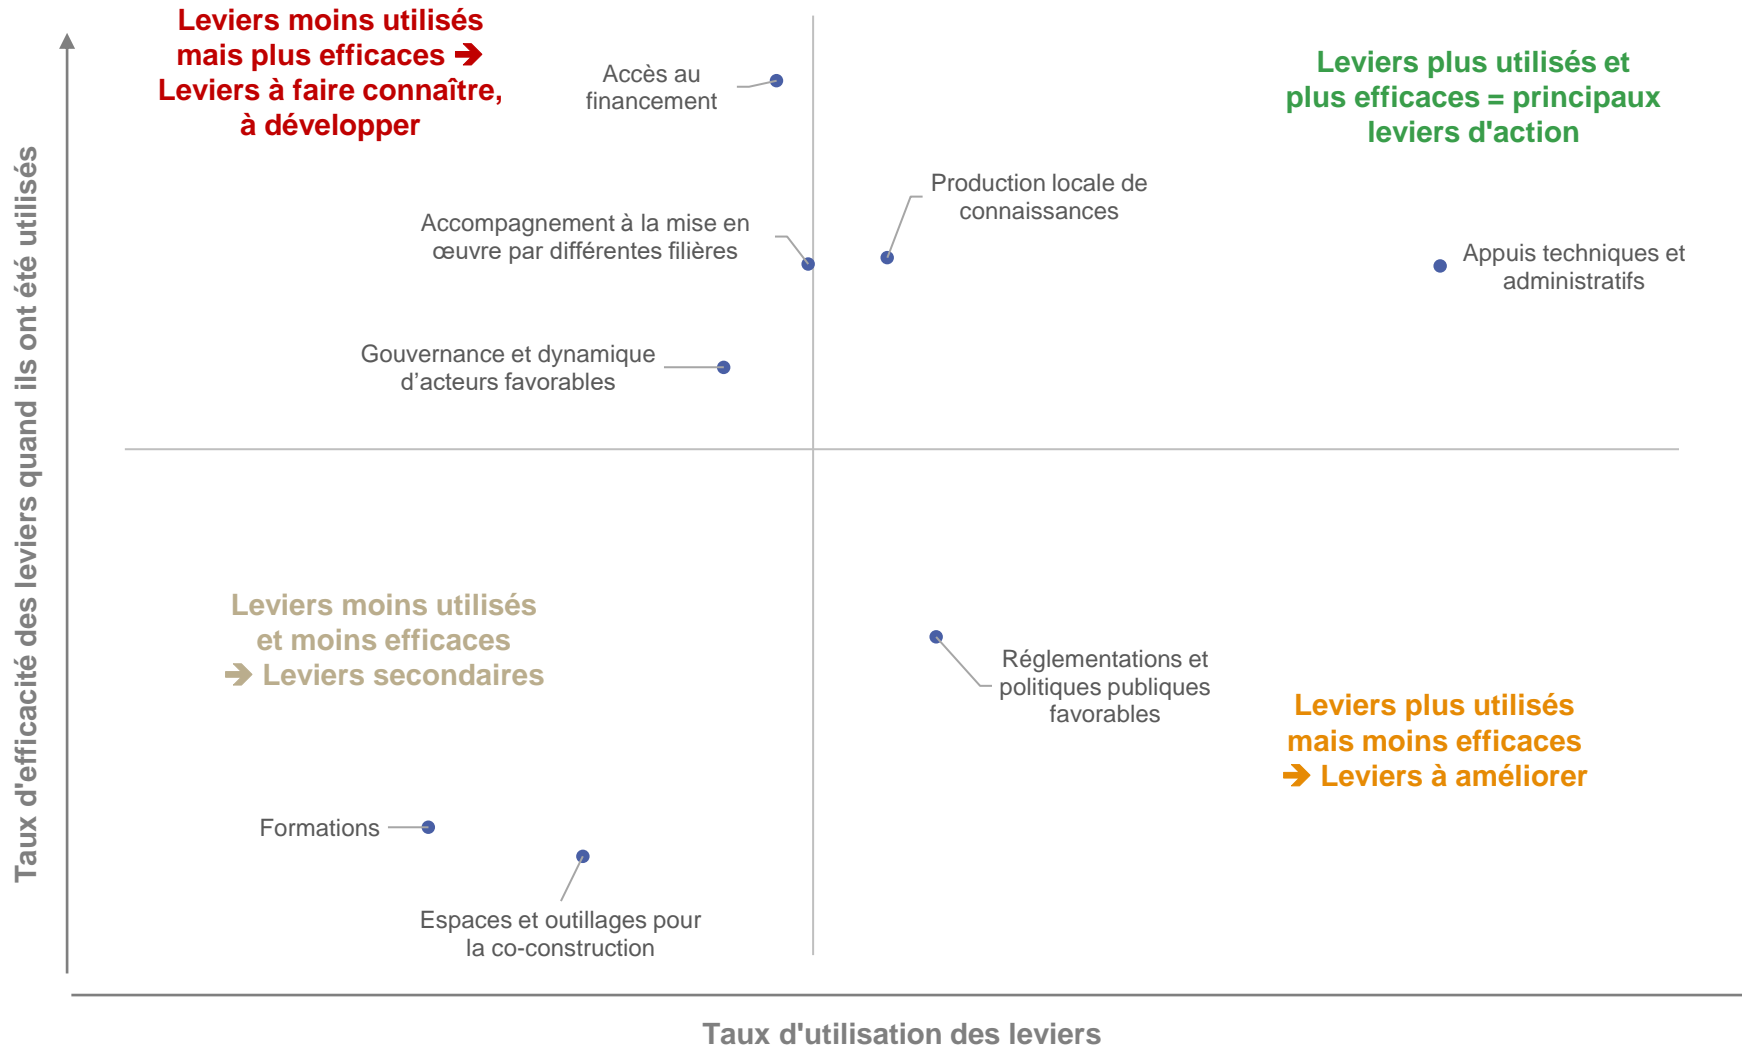 Leviers moins utilisés
mais plus efficaces ➔
Leviers à faire connaître,
à développer
Leviers plus utilisés et
plus efficaces = principaux
leviers d'action
Accès au
financement
Production locale de
connaissances
Accompagnement à la mise en
œuvre par différentes filières
Appuis techniques et
administratifs
Gouvernance et dynamique
d’acteurs favorables
Leviers moins utilisés
et moins efficaces
➔ Leviers secondaires
Réglementations et
politiques publiques
favorables
Leviers plus utilisés
mais moins efficaces
➔ Leviers à améliorer
Formations
Espaces et outillages pour
la co-construction
Taux d'efficacité des leviers quand ils ont été utilisés
Taux d'utilisation des leviers